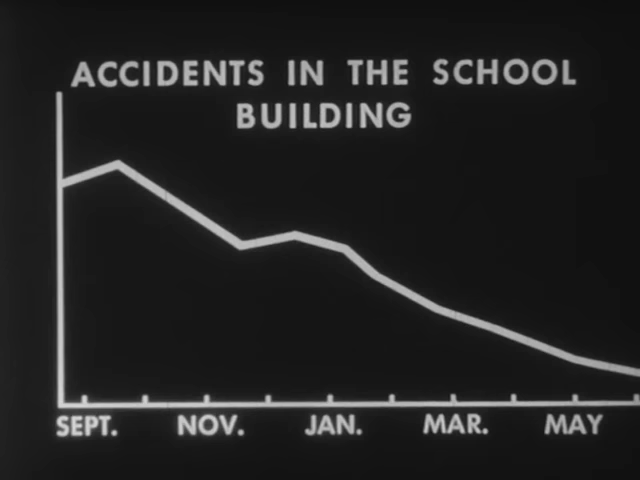 ACCIDENTS IN THE SCHOOL
BUILDING
SEPT. NOV. JAN. MAR. MAY